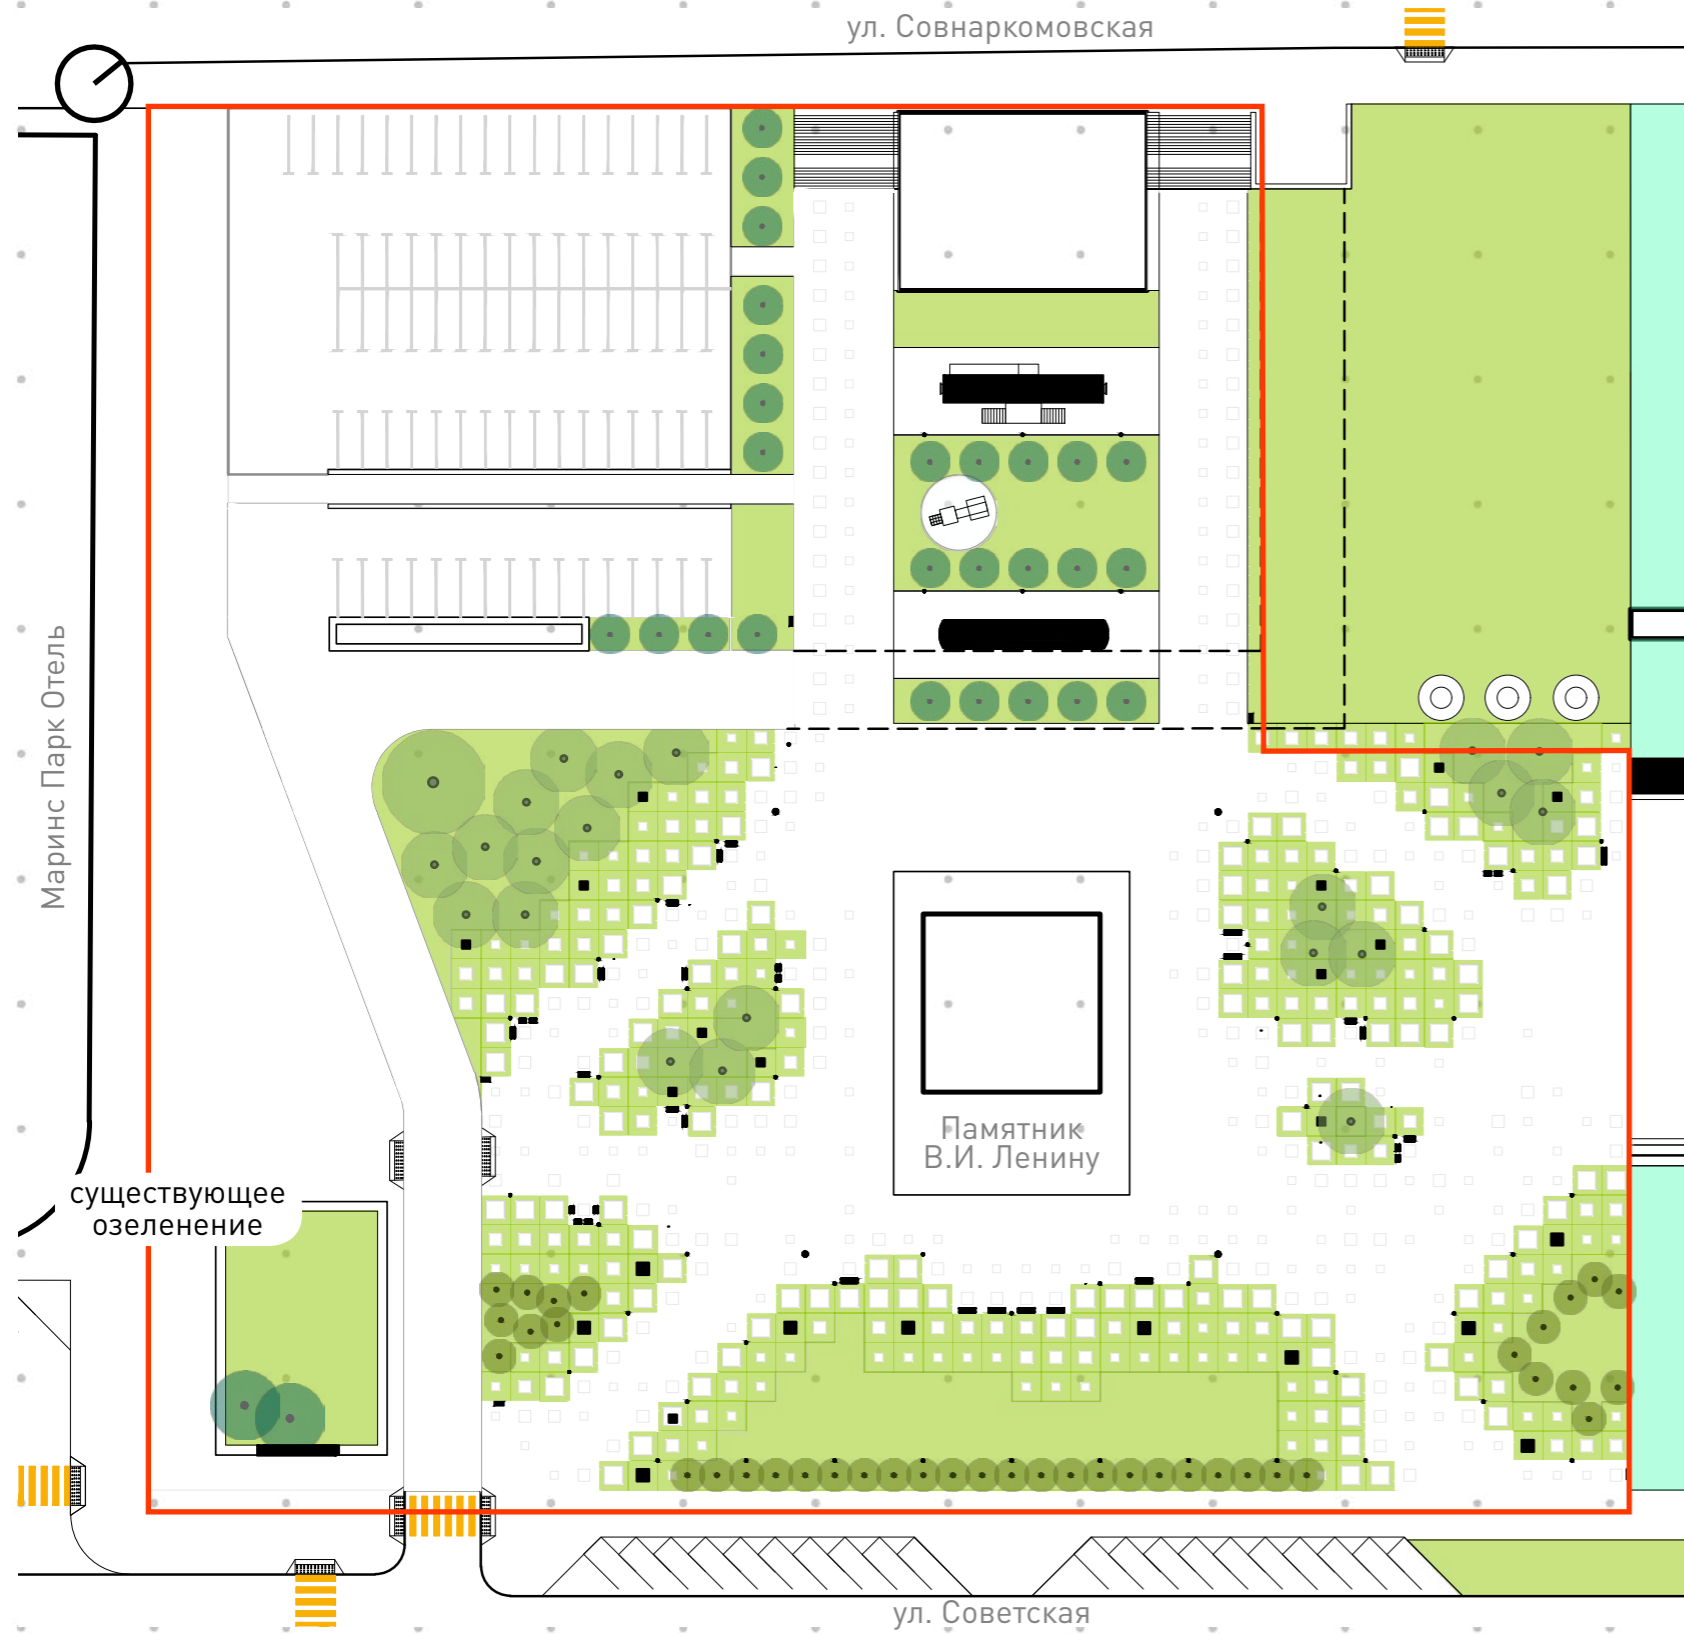 ул. Совнаркомовская
Маринс Парк Отель
Памятник
В.И. Ленину
существующее
озеленение
ул. Советская